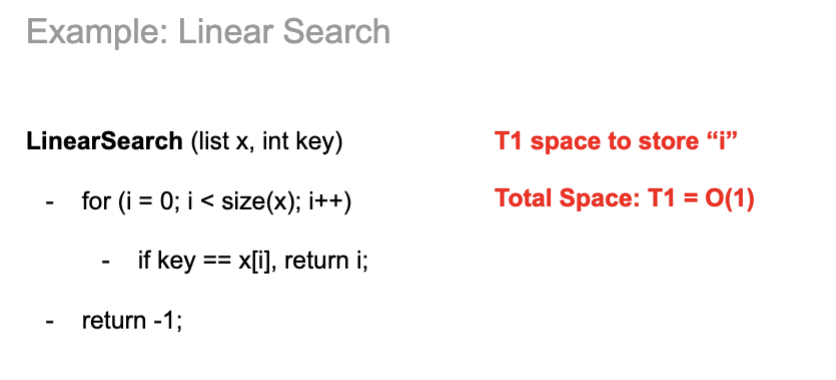 Example: Linear Search
LinearSearch (list x, int key)
- for (i = 0; i < size(x); i++)
- if key == x[i], return i;
- return -1;
T1 space to store “i”
Total Space: T1 = O(1)